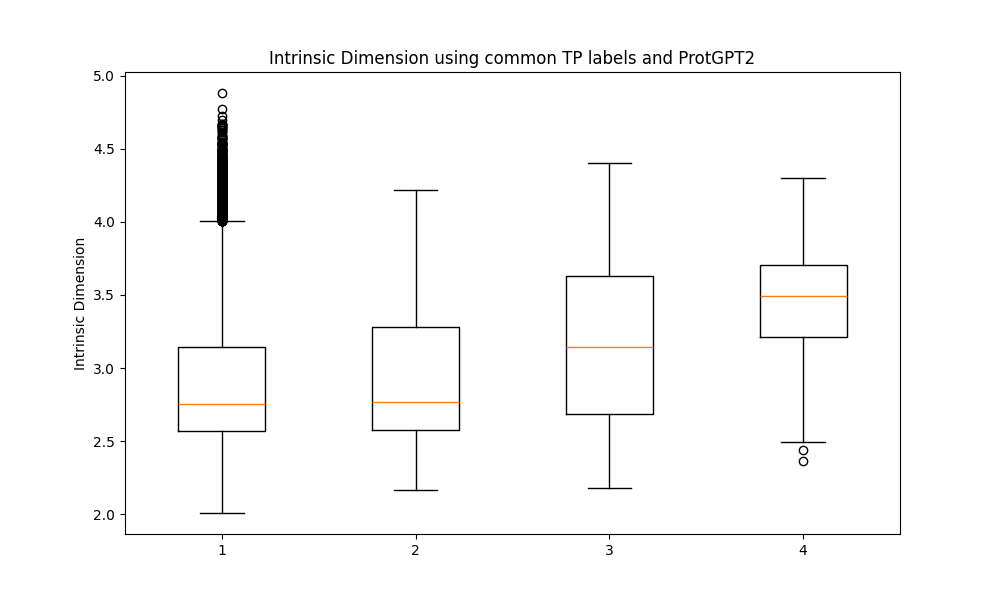 Intrinsic Dimension using common TP labels and ProtGPT2
5.0
4.5
4.0
3.5
3.0
2.5
2.0
Intrinsic Dimension
1 2 3 4